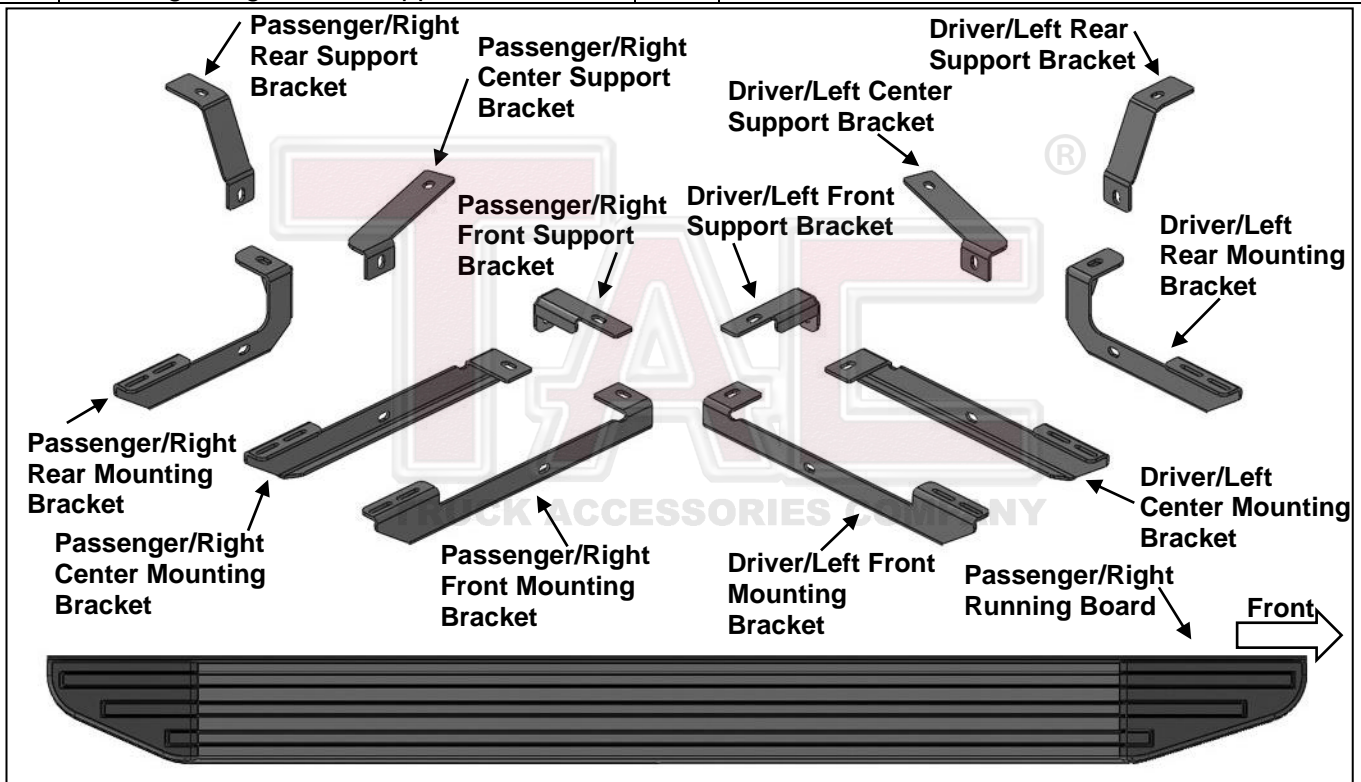 Passenger/Right
Rear Support
Bracket
Passenger/Right
Center Support
Bracket
Driver/Left Rear
Support Bracket
Driver/Left Center
Support Bracket
®
Passenger/Right
Front Support
Bracket
Driver/Left Front
Support Bracket
Driver/Left
Rear Mounting
Bracket
TAC
TRUCK ACCESSORIES COMPANY
Passenger/Right
Rear Mounting
Bracket
Passenger/Right
Center Mounting
Bracket
Passenger/Right
Front Mounting
Bracket
Driver/Left Front
Mounting
Bracket
Driver/Left
Center Mounting
Bracket
Passenger/Right
Running Board
Front